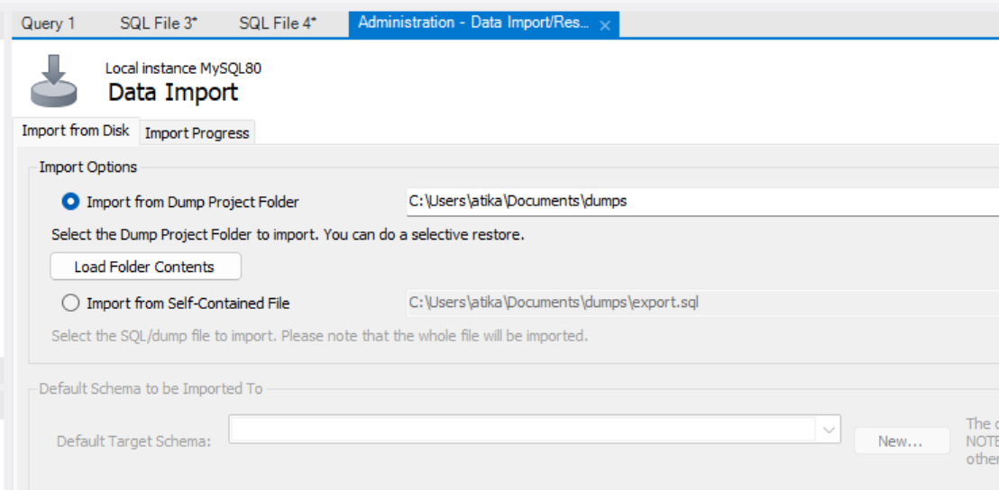 Query 1 SQL File 3* SQL File 4* Administration - Data Import/Res... ×
Local instance MySQL80
Data Import
Import from Disk Import Progress
Import Options
Import from Dump Project Folder C:\Users\atika\Documents\dumps
Select the Dump Project Folder to import. You can do a selective restore.
Load Folder Contents
Import from Self-Contained File C:\Users\atika\Documents\dumps\export.sql
Select the SQL/dump file to import. Please note that the whole file will be imported.
Default Schema to be Imported To
The
Default Target Schema: New... NOTE
other